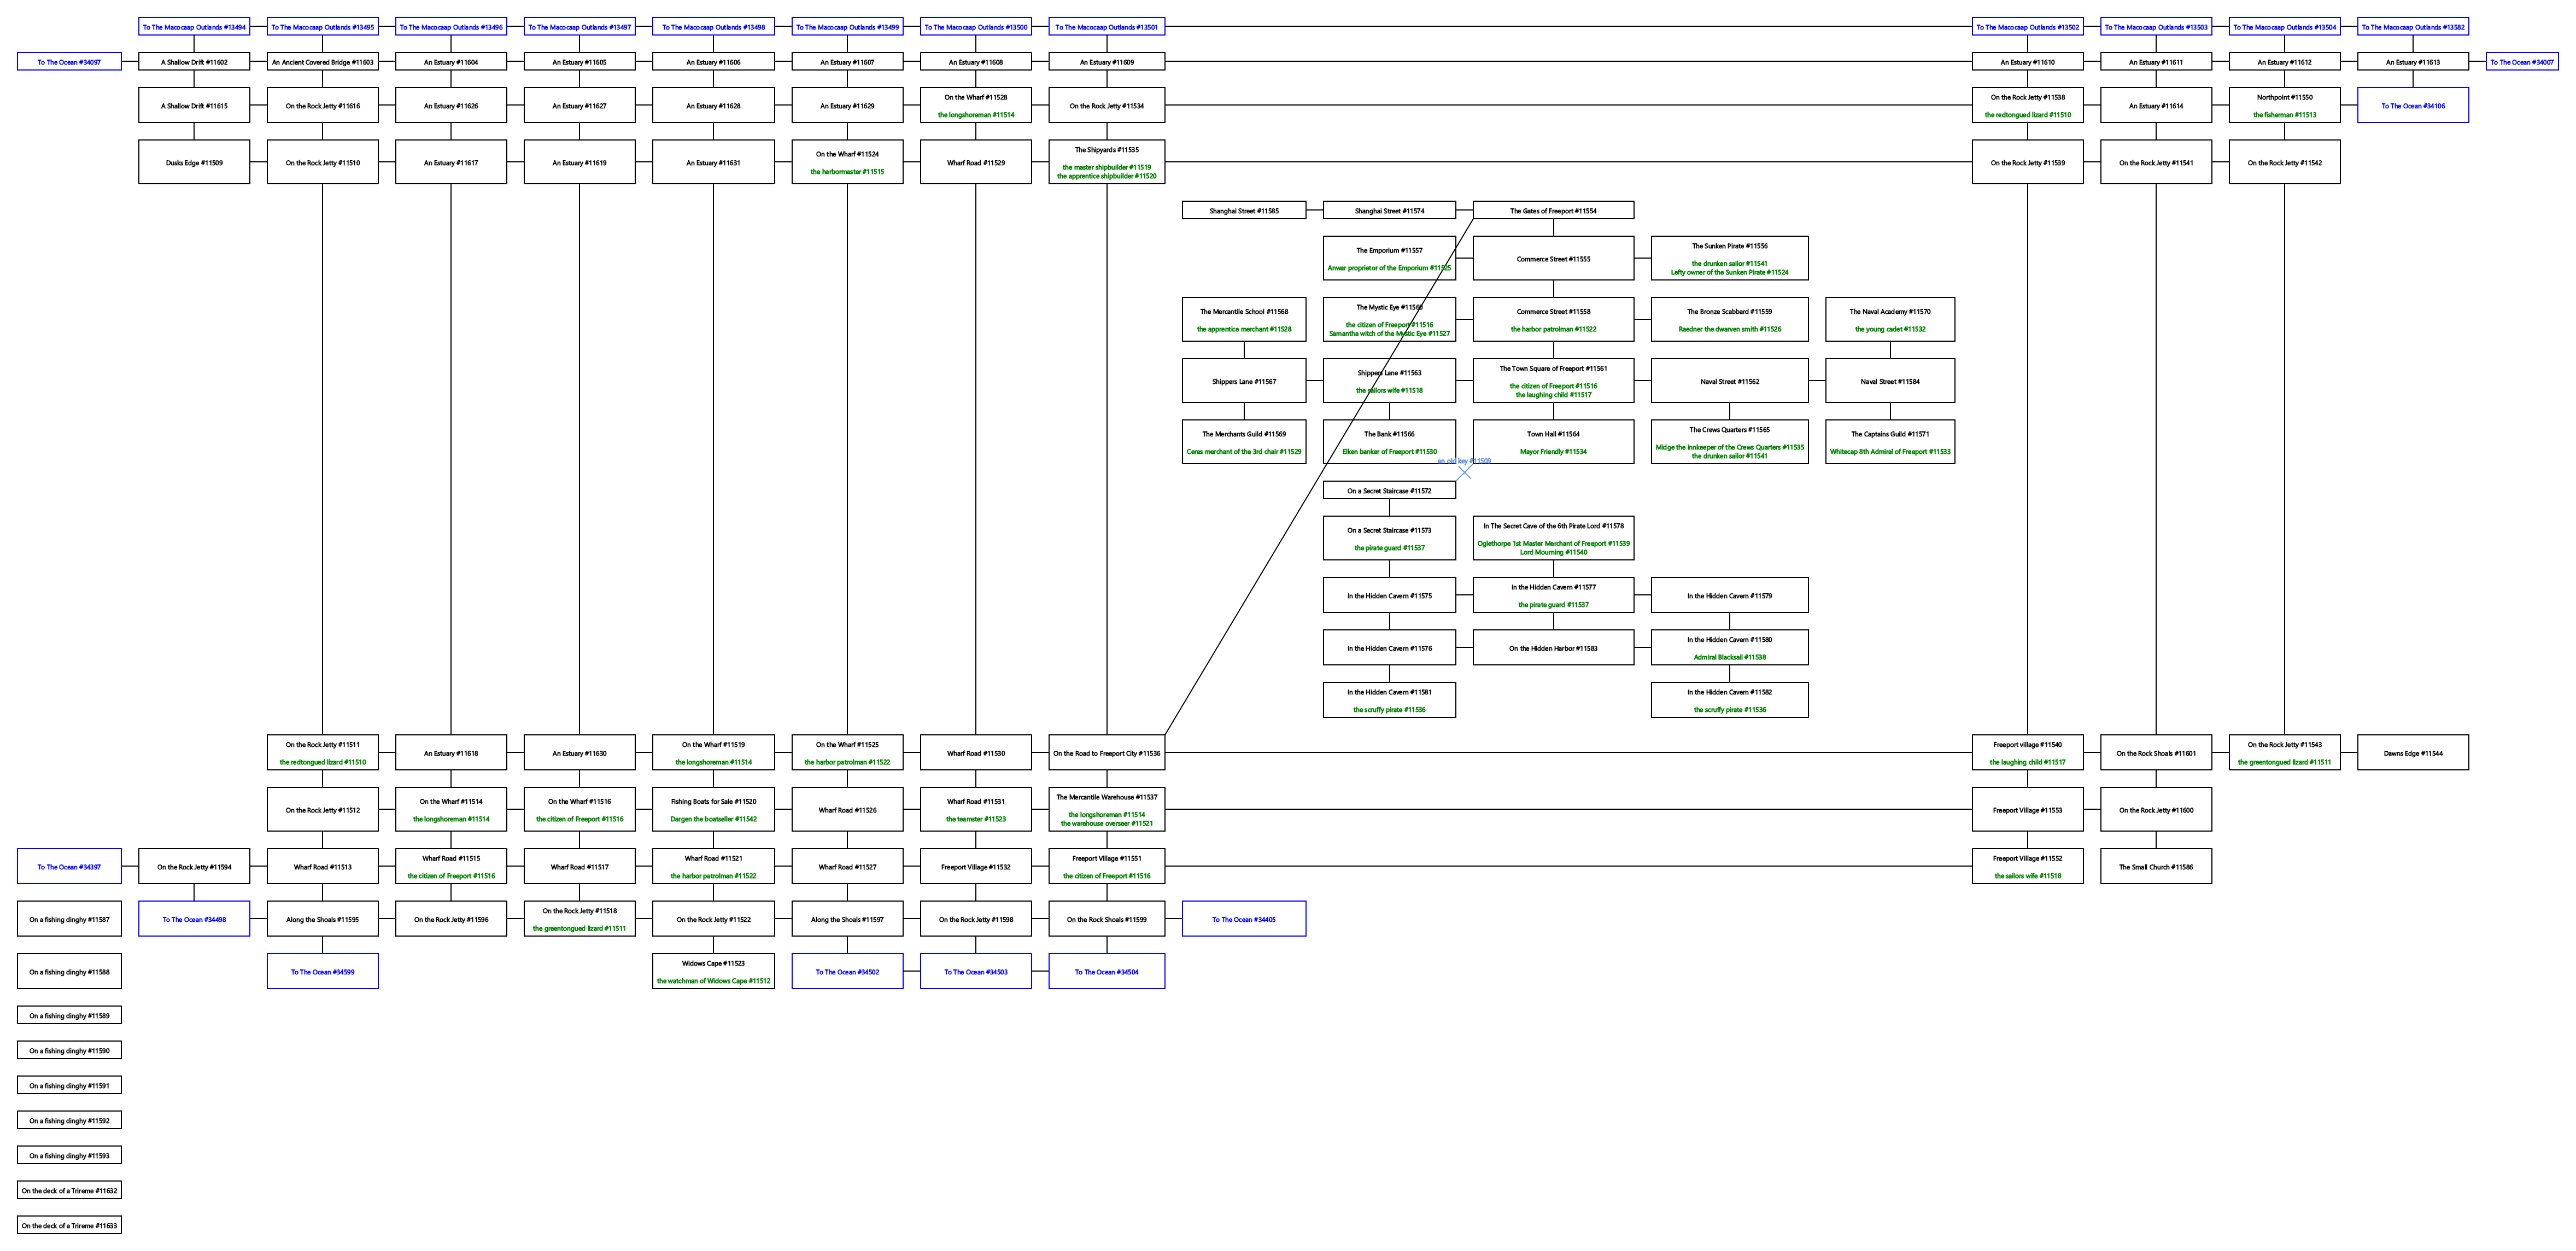 To The Macocaap Outlands #13494
To The Macocaap Outlands #13495
To The Macocaap Outlands #13496
To The Macocaap Outlands #13497
To The Macocaap Outlands #13498
To The Macocaap Outlands #13499
To The Macocaap Outlands #13500
To The Macocaap Outlands #13501
To The Macocaap Outlands #13502
To The Macocaap Outlands #13503
To The Macocaap Outlands #13504
To The Macocaap Outlands #13582
To The Ocean #34097
A Shallow Drift #11602
An Ancient Covered Bridge #11603
An Estuary #11604
An Estuary #11605
An Estuary #11606
An Estuary #11607
An Estuary #11608
An Estuary #11609
An Estuary #11610
An Estuary #11611
An Estuary #11612
An Estuary #11613
To The Ocean #34007
A Shallow Drift #11615
On the Rock Jetty #11616
An Estuary #11626
An Estuary #11627
An Estuary #11628
An Estuary #11629
On the Wharf #11528
the longshoreman #11514
On the Rock Jetty #11534
On the Rock Jetty #11538
the redtongued lizard #11510
An Estuary #11614
Northpoint #11550
the fisherman #11513
To The Ocean #34106
Dusks Edge #11509
On the Rock Jetty #11510
An Estuary #11617
An Estuary #11619
An Estuary #11631
On the Wharf #11524
the harbormaster #11515
Wharf Road #11529
The Shipyards #11535
the master shipbuilder #11519
the apprentice shipbuilder #11520
On the Rock Jetty #11539
On the Rock Jetty #11541
On the Rock Jetty #11542
Shanghai Street #11585
Shanghai Street #11574
The Gates of Freeport #11554
The Emporium #11557
Anwar proprietor of the Emporium #11525
Commerce Street #11555
The Sunken Pirate #11556
the drunken sailor #11541
Lefty owner of the Sunken Pirate #11524
The Mercantile School #11568
the apprentice merchant #11528
The Mystic Eye #11560
the citizen of Freeport #11516
Samantha witch of the Mystic Eye #11527
Commerce Street #11558
the harbor patrolman #11522
The Bronze Scabbard #11559
Raedner the dwarven smith #11526
The Naval Academy #11570
the young cadet #11532
Shippers Lane #11567
Shippers Lane #11563
the sailors wife #11518
The Town Square of Freeport #11561
the citizen of Freeport #11516
the laughing child #11517
Naval Street #11562
Naval Street #11584
The Merchants Guild #11569
Ceres merchant of the 3rd chair #11529
The Bank #11566
Elken banker of Freeport #11530
Town Hall #11564
Mayor Friendly #11534
The Crews Quarters #11565
Midge the innkeeper of the Crews Quarters #11535
the drunken sailor #11541
The Captains Guild #11571
Whitecap 8th Admiral of Freeport #11533
an old key #11509
On a Secret Staircase #11572
On a Secret Staircase #11573
the pirate guard #11537
In The Secret Cave of the 6th Pirate Lord #11578
Oglethorpe 1st Master Merchant of Freeport #11539
Lord Mourning #11540
In the Hidden Cavern #11575
In the Hidden Cavern #11577
the pirate guard #11537
In the Hidden Cavern #11579
In the Hidden Cavern #11576
On the Hidden Harbor #11583
In the Hidden Cavern #11580
Admiral Blacksail #11538
In the Hidden Cavern #11581
the scruffy pirate #11536
In the Hidden Cavern #11582
the scruffy pirate #11536
On the Rock Jetty #11511
the redtongued lizard #11510
An Estuary #11618
An Estuary #11630
On the Wharf #11519
the longshoreman #11514
On the Wharf #11525
the harbor patrolman #11522
Wharf Road #11530
On the Road to Freeport City #11536
Freeport village #11540
the laughing child #11517
On the Rock Shoals #11601
On the Rock Jetty #11543
the greentongued lizard #11511
Dawns Edge #11544
On the Rock Jetty #11512
On the Wharf #11514
the longshoreman #11514
On the Wharf #11516
the citizen of Freeport #11516
Fishing Boats for Sale #11520
Dargen the boatseller #11542
Wharf Road #11526
Wharf Road #11531
the teamster #11523
The Mercantile Warehouse #11537
the longshoreman #11514
the warehouse overseer #11521
Freeport Village #11553
On the Rock Jetty #11600
To The Ocean #34397
On the Rock Jetty #11594
Wharf Road #11513
Wharf Road #11515
the citizen of Freeport #11516
Wharf Road #11517
Wharf Road #11521
the harbor patrolman #11522
Wharf Road #11527
Freeport Village #11532
Freeport Village #11551
the citizen of Freeport #11516
Freeport Village #11552
the sailors wife #11518
The Small Church #11586
On a fishing dinghy #11587
To The Ocean #34498
Along the Shoals #11595
On the Rock Jetty #11596
On the Rock Jetty #11518
the greentongued lizard #11511
On the Rock Jetty #11522
Along the Shoals #11597
On the Rock Jetty #11598
On the Rock Shoals #11599
To The Ocean #34405
On a fishing dinghy #11588
To The Ocean #34599
Widows Cape #11523
the watchman of Widows Cape #11512
To The Ocean #34502
To The Ocean #34503
To The Ocean #34504
On a fishing dinghy #11589
On a fishing dinghy #11590
On a fishing dinghy #11591
On a fishing dinghy #11592
On a fishing dinghy #11593
On the deck of a Trireme #11632
On the deck of a Trireme #11633